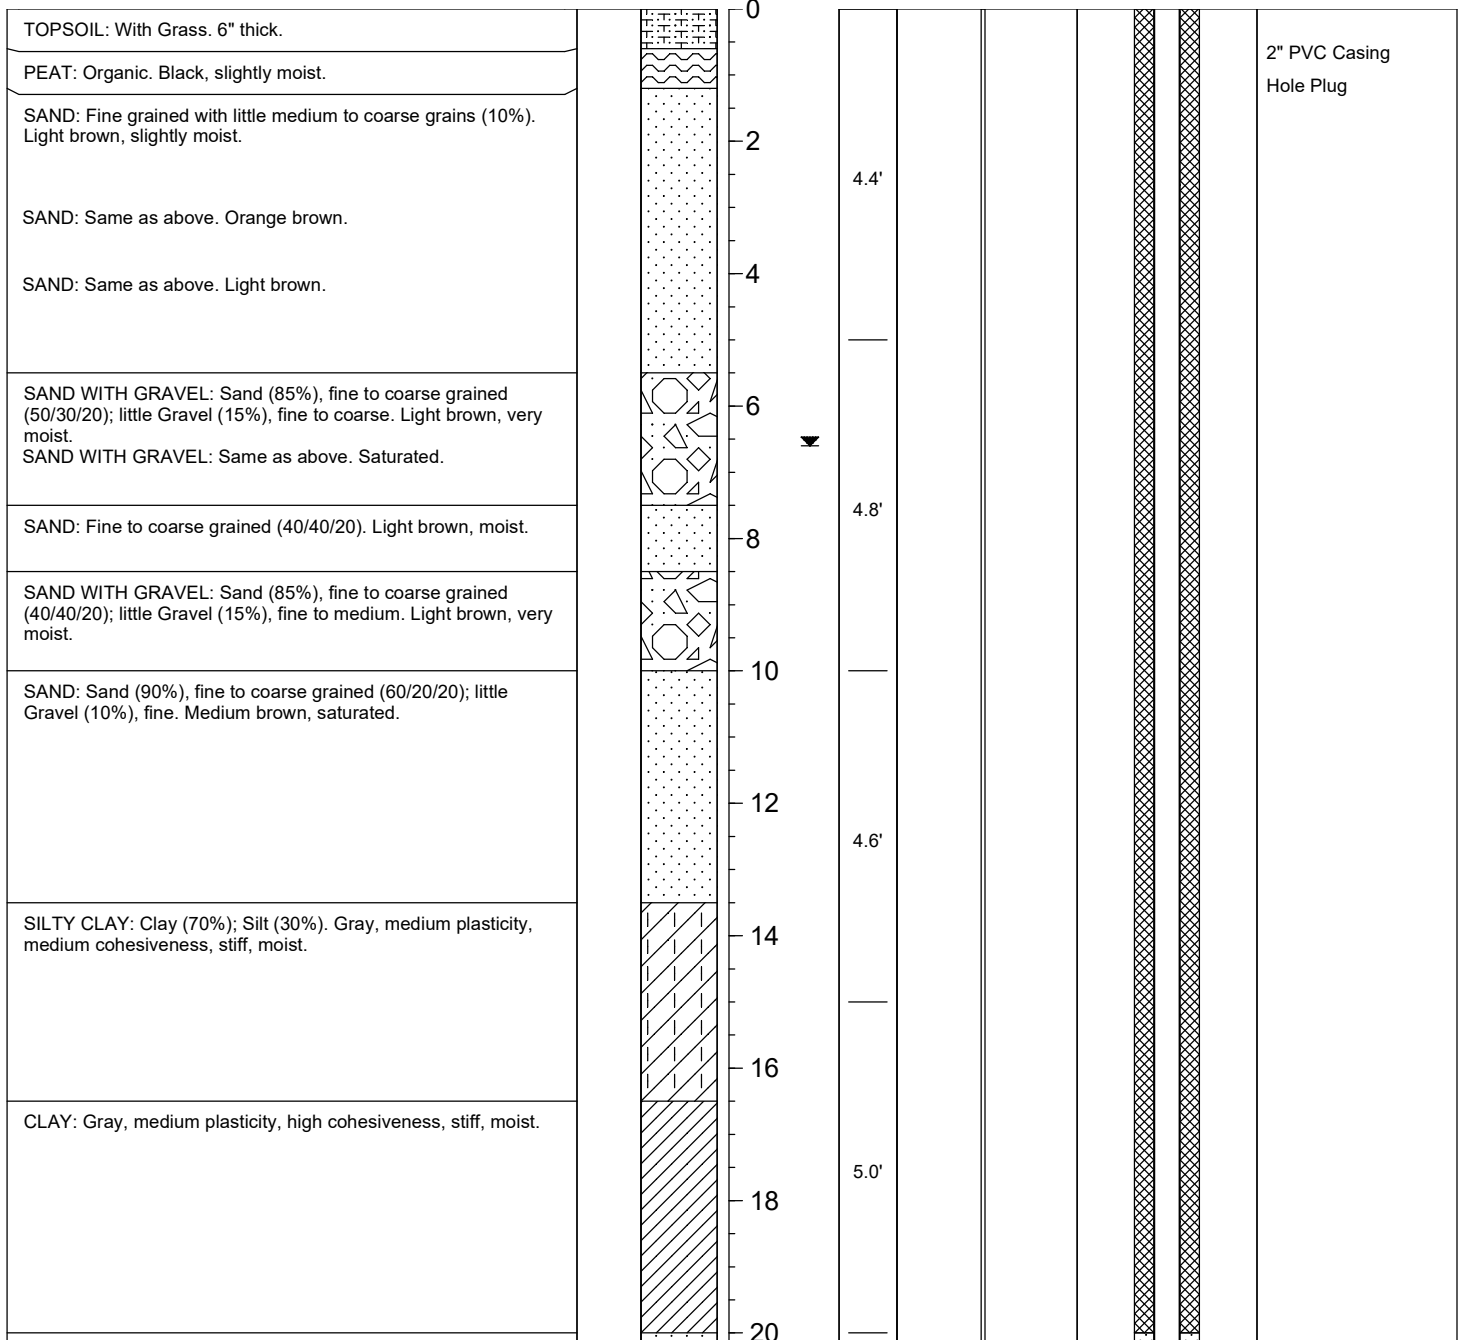 TOPSOIL: With Grass. 6" thick.
PEAT: Organic. Black, slightly moist.
SAND: Fine grained with little medium to coarse grains (10%).
Light brown, slightly moist.
SAND: Same as above. Orange brown.
SAND: Same as above. Light brown.
SAND WITH GRAVEL: Sand (85%), fine to coarse grained
(50/30/20); little Gravel (15%), fine to coarse. Light brown, very
moist.
SAND WITH GRAVEL: Same as above. Saturated.
SAND: Fine to coarse grained (40/40/20). Light brown, moist.
SAND WITH GRAVEL: Sand (85%), fine to coarse grained
(40/40/20); little Gravel (15%), fine to medium. Light brown, very
moist.
SAND: Sand (90%), fine to coarse grained (60/20/20); little
Gravel (10%), fine. Medium brown, saturated.
SILTY CLAY: Clay (70%); Silt (30%). Gray, medium plasticity,
medium cohesiveness, stiff, moist.
CLAY: Gray, medium plasticity, high cohesiveness, stiff, moist.
0
2
4
6
8
10
12
14
16
18
20
4.4'
4.8'
4.6'
5.0'
2" PVC Casing
Hole Plug